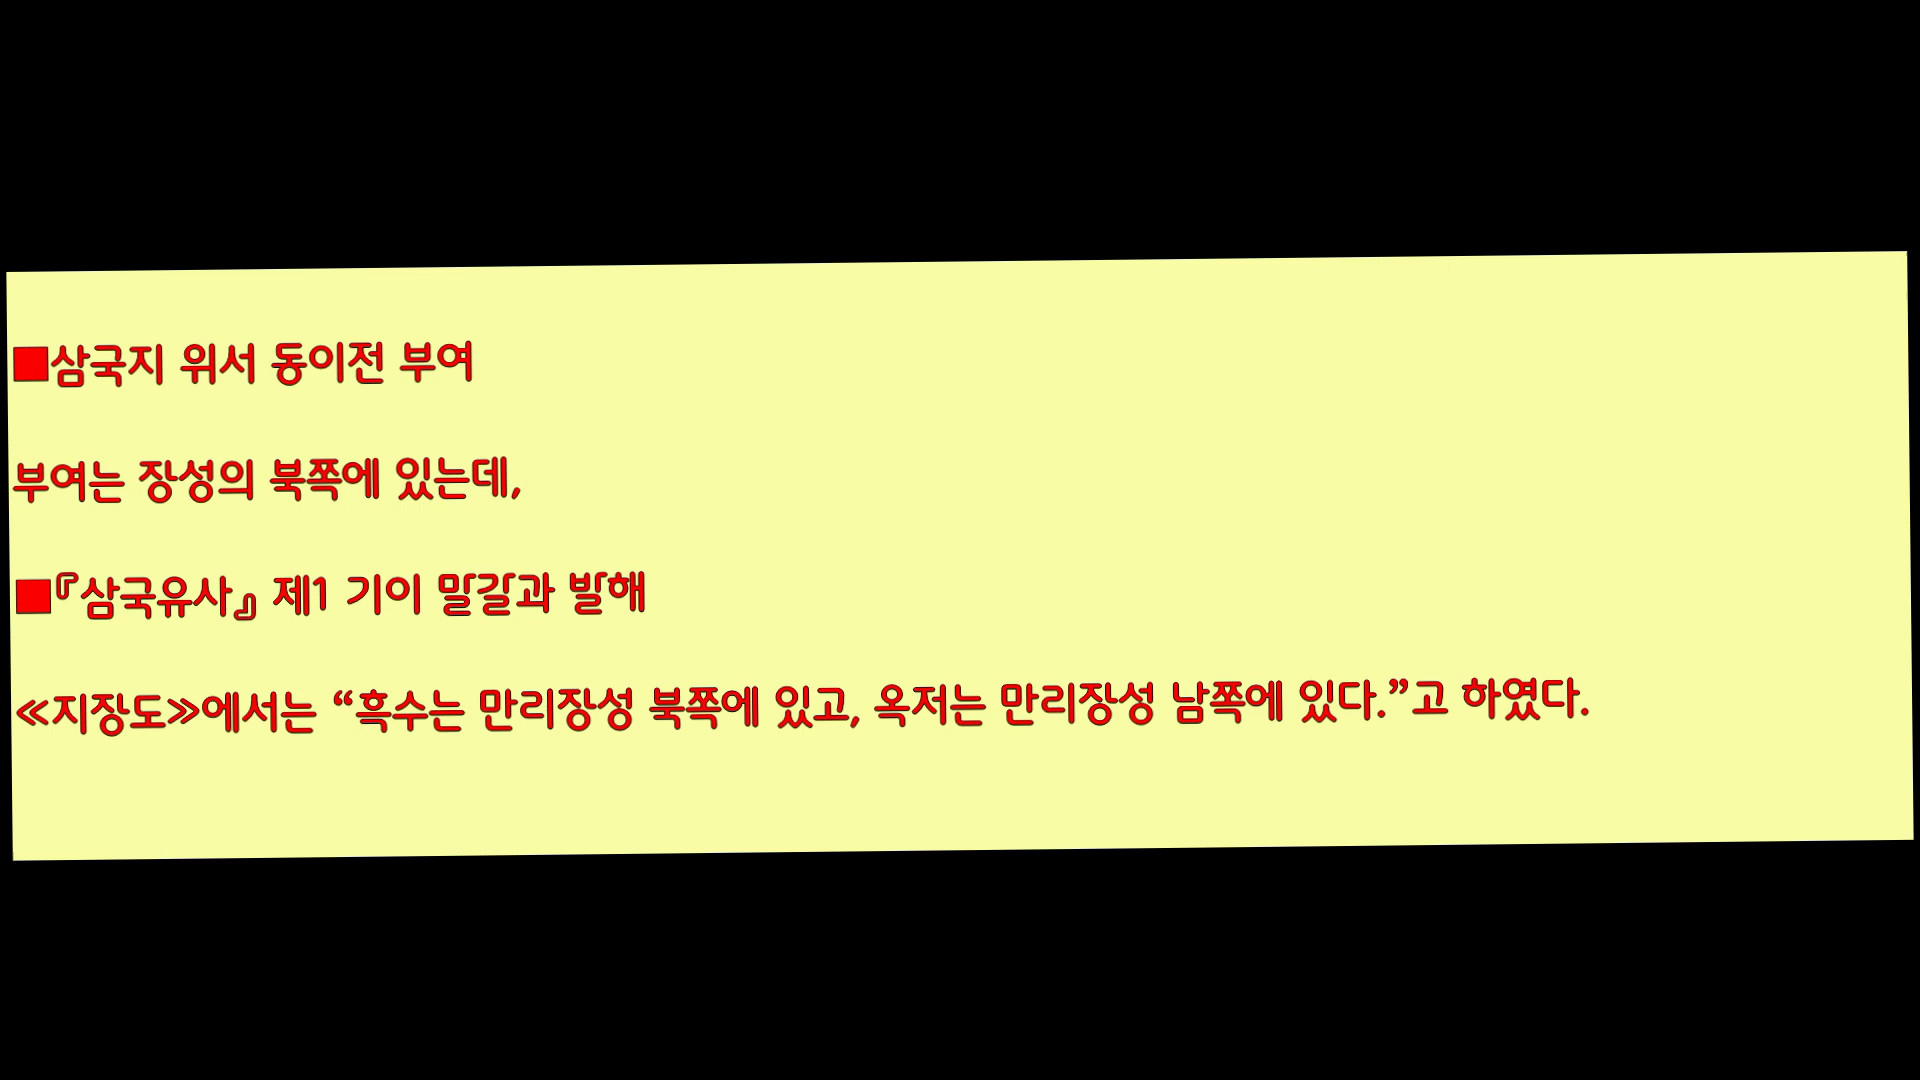 ■삼국지 위서 동이전 부여
부여는 장성의 북쪽에 있는데,
■『삼국유사』 제1 기이 말갈과 발해
≪지장도≫에서는 “흑수는 만리장성 북쪽에 있고, 옥저는 만리장성 남쪽에 있다.”고 하였다.